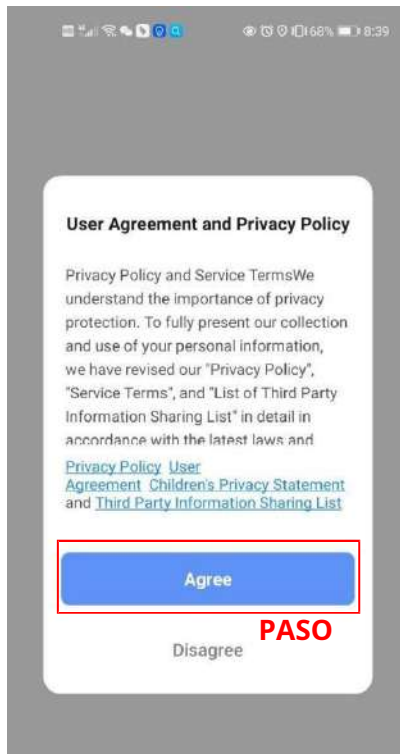 68% 8:39
User Agreement and Privacy Policy
Privacy Policy and Service TermsWe
understand the importance of privacy
protection. To fully present our collection
and use of your personal information,
we have revised our "Privacy Policy",
"Service Terms", and "List of Third Party
Information Sharing List" in detail in
accordance with the latest laws and
Privacy Policy User
Agreement Children's Privacy Statement
and Third Party Information Sharing List
Agree
PASO
Disagree